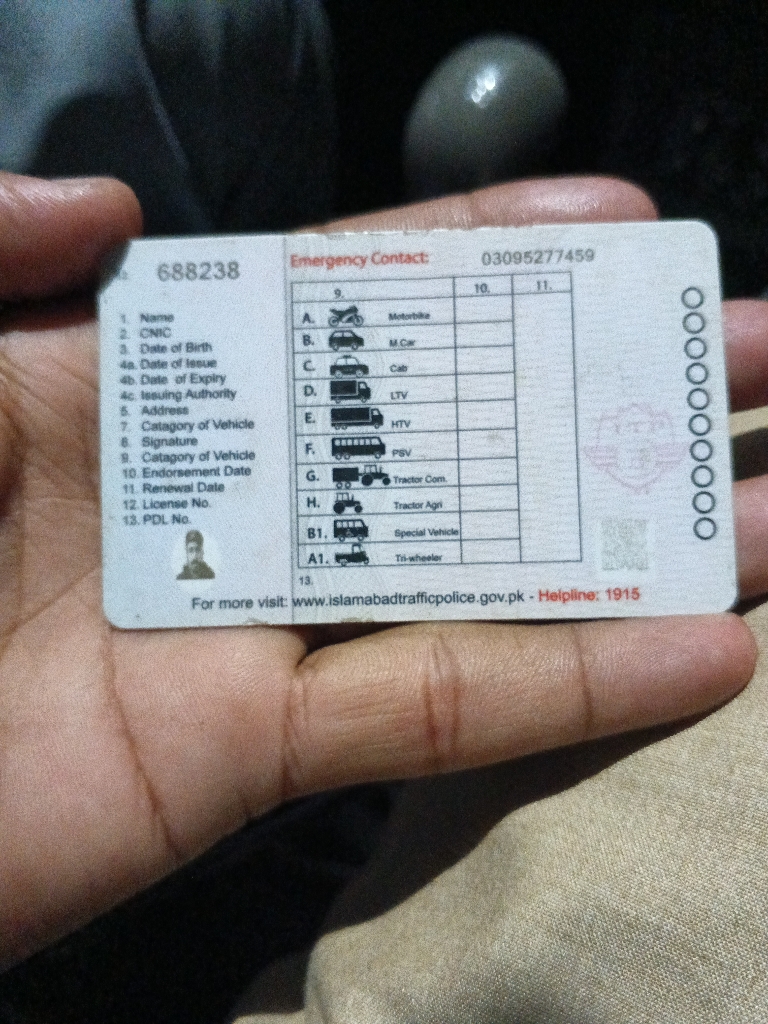 No. 688238
Emergency Contact: 03095277459
1. Name
2. CNIC
3. Date of Birth
4a. Date of Issue
4b. Date of Expiry
4c. Issuing Authority
5. Address
7. Catagory of Vehicle
8. Signature
9. Catagory of Vehicle
10. Endorsement Date
11. Renewal Date
12. License No.
13. PDL No.
9. 10. 11.
A. Motorbike
B. M.Car
C. Cab
D. LTV
E. HTV
F. PSV
G. Tractor Com.
H. Tractor Agri
B1. Special Vehicle
A1. Tri-wheeler
13.
For more visit: www.islamabadtrafficpolice.gov.pk - Helpline: 1915